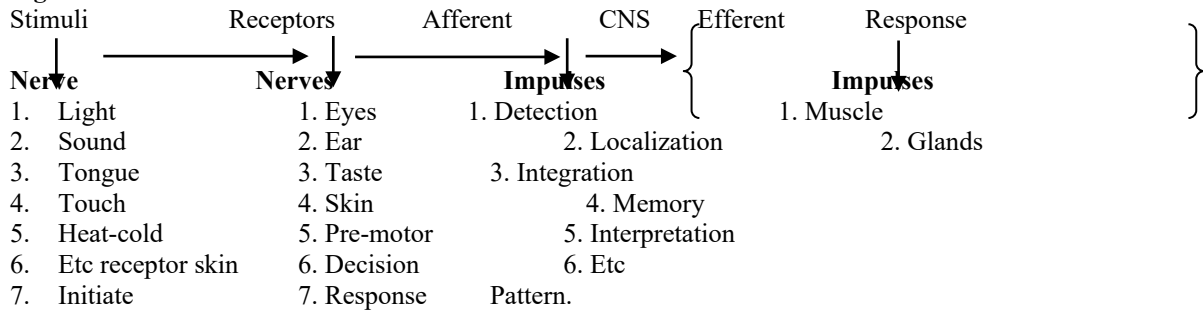 Stimuli Receptors Afferent CNS Efferent Response
Nerve Nerves Impulses Impulses
1. Light 1. Eyes 1. Detection 1. Muscle
2. Sound 2. Ear 2. Localization 2. Glands
3. Tongue 3. Taste 3. Integration
4. Touch 4. Skin 4. Memory
5. Heat-cold 5. Pre-motor 5. Interpretation
6. Etc receptor skin 6. Decision 6. Etc
7. Initiate 7. Response Pattern.